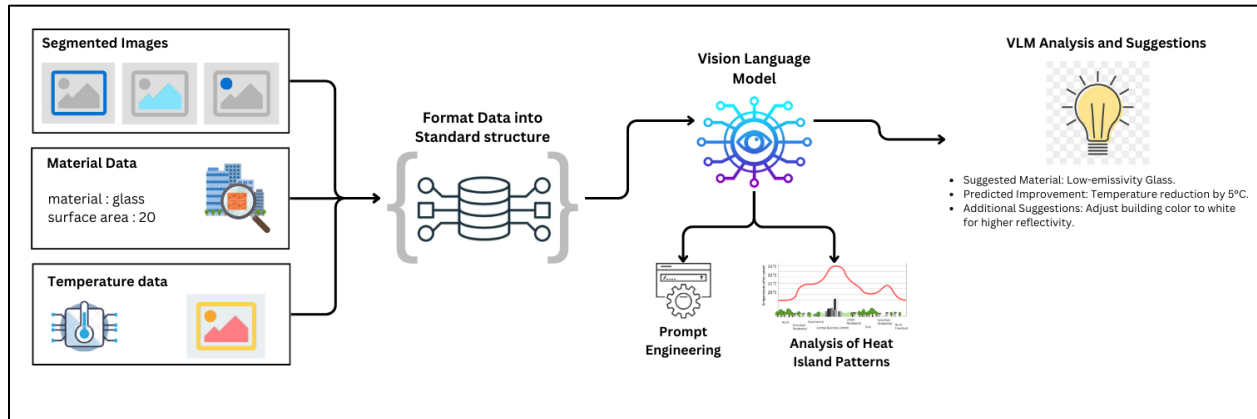 Segmented Images
Material Data
material : glass
surface area : 20
Temperature data
Format Data into
Standard structure
Vision Language
Model
Prompt
Engineering
Analysis of Heat
Island Patterns
VLM Analysis and Suggestions
Suggested Material: Low-emissivity Glass.
Predicted Improvement: Temperature reduction by 5°C.
Additional Suggestions: Adjust building color to white
for higher reflectivity.